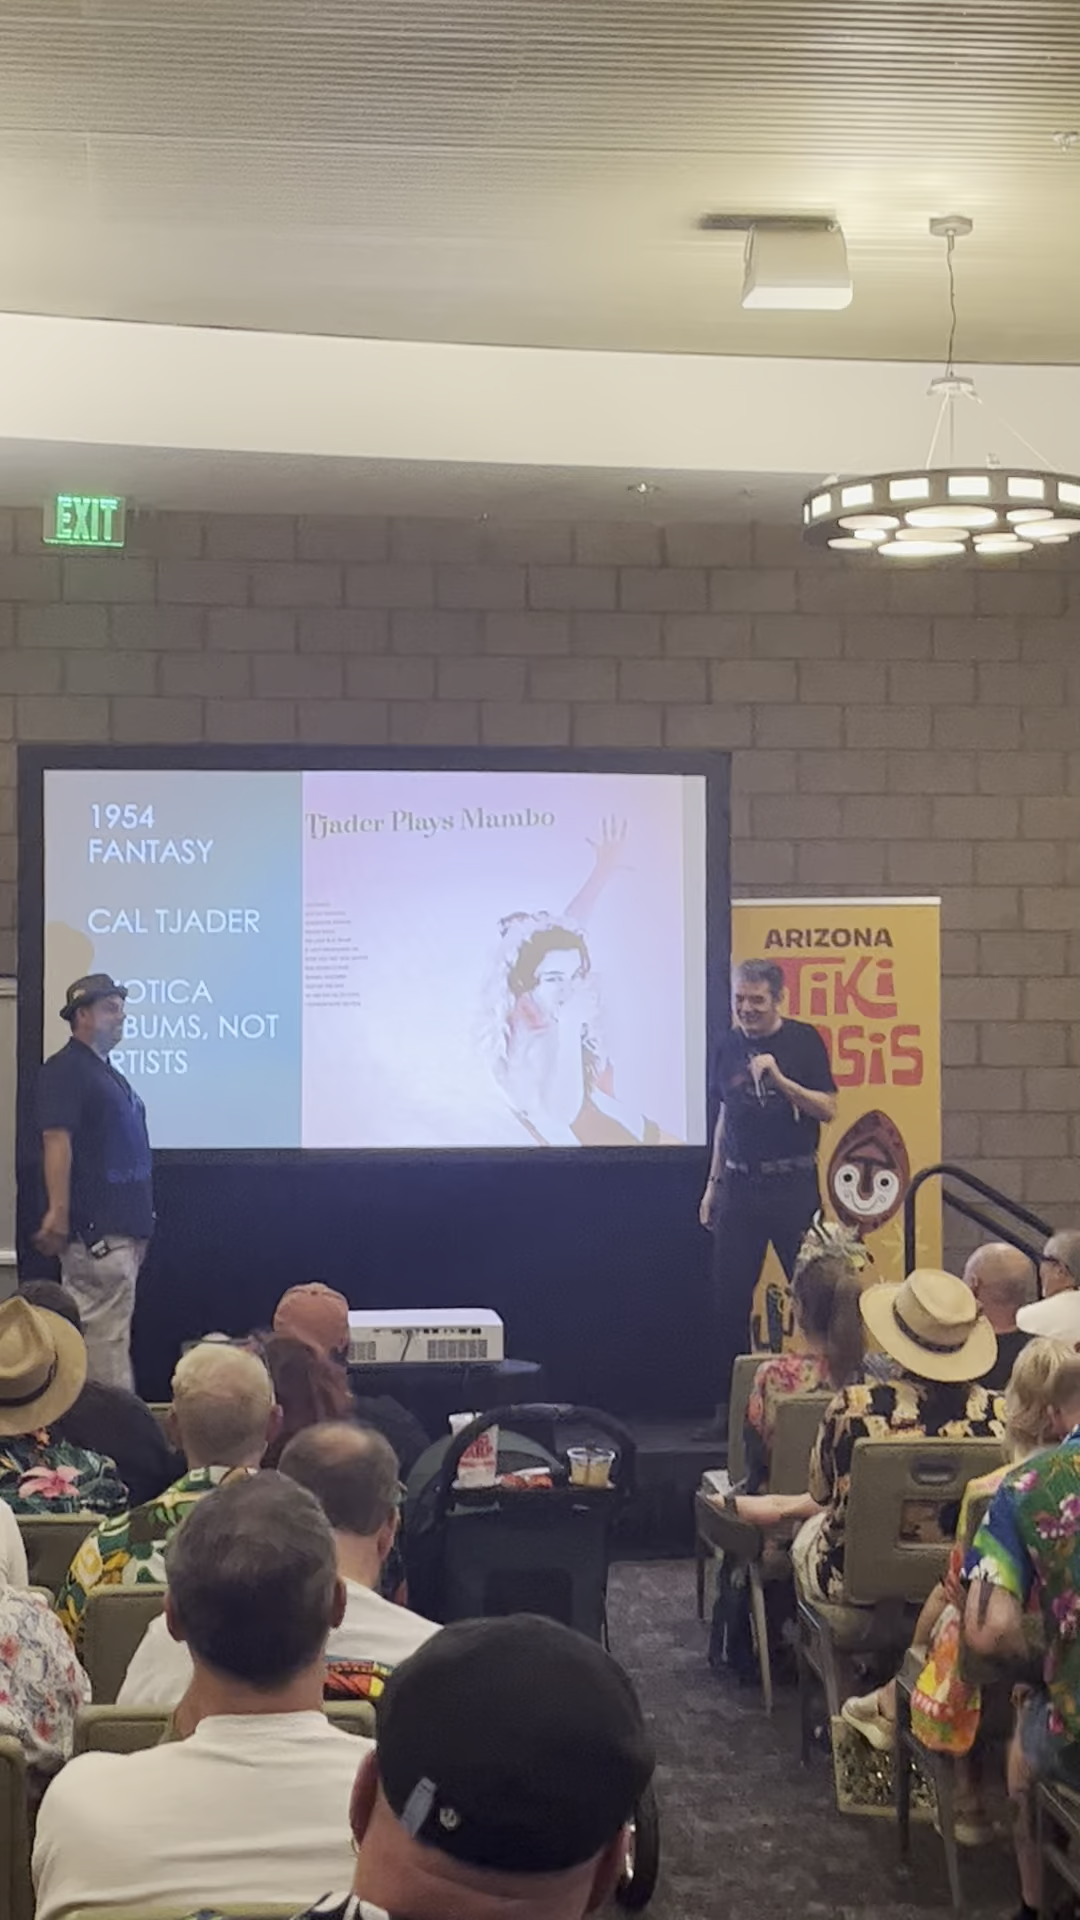 EXIT
1954
FANTASY
CAL TJADER
OTICA
BUMS, NOT
RTISTS
Tjader Plays Mambo
ARIZONA
TiKi
ASiS